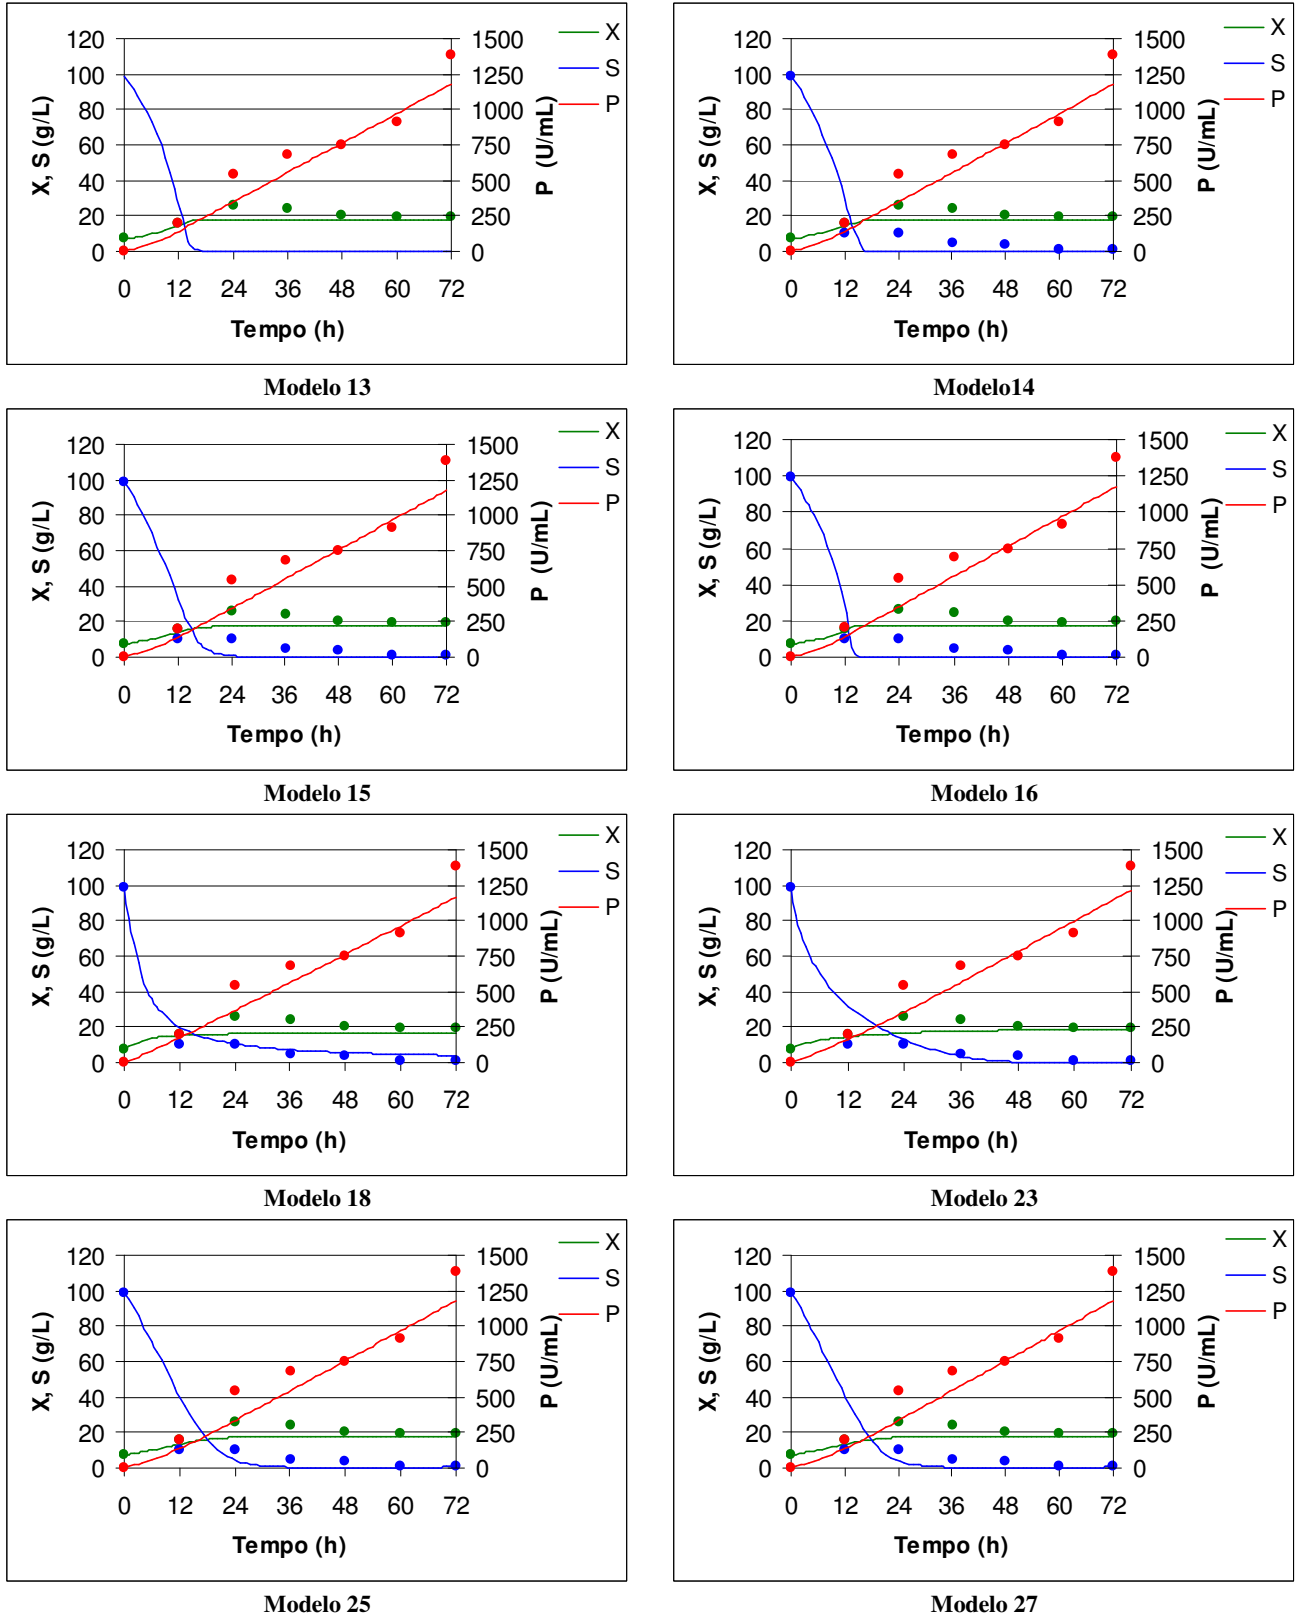 120
100
80
60
40
20
0
X, S (g/L)
1500
1250
1000
750
500
250
0
P (U/mL)
X
S
P
0 12 24 36 48 60 72
Tempo (h)
Modelo 13
120
100
80
60
40
20
0
X, S (g/L)
1500
1250
1000
750
500
250
0
P (U/mL)
X
S
P
0 12 24 36 48 60 72
Tempo (h)
Modelo14
120
100
80
60
40
20
0
X, S (g/L)
1500
1250
1000
750
500
250
0
P (U/mL)
X
S
P
0 12 24 36 48 60 72
Tempo (h)
Modelo 15
120
100
80
60
40
20
0
X, S (g/L)
1500
1250
1000
750
500
250
0
P (U/mL)
X
S
P
0 12 24 36 48 60 72
Tempo (h)
Modelo 16
120
100
80
60
40
20
0
X, S (g/L)
1500
1250
1000
750
500
250
0
P (U/mL)
X
S
P
0 12 24 36 48 60 72
Tempo (h)
Modelo 18
120
100
80
60
40
20
0
X, S (g/L)
1500
1250
1000
750
500
250
0
P (U/mL)
X
S
P
0 12 24 36 48 60 72
Tempo (h)
Modelo 23
120
100
80
60
40
20
0
X, S (g/L)
1500
1250
1000
750
500
250
0
P (U/mL)
X
S
P
0 12 24 36 48 60 72
Tempo (h)
Modelo 25
120
100
80
60
40
20
0
X, S (g/L)
1500
1250
1000
750
500
250
0
P (U/mL)
X
S
P
0 12 24 36 48 60 72
Tempo (h)
Modelo 27